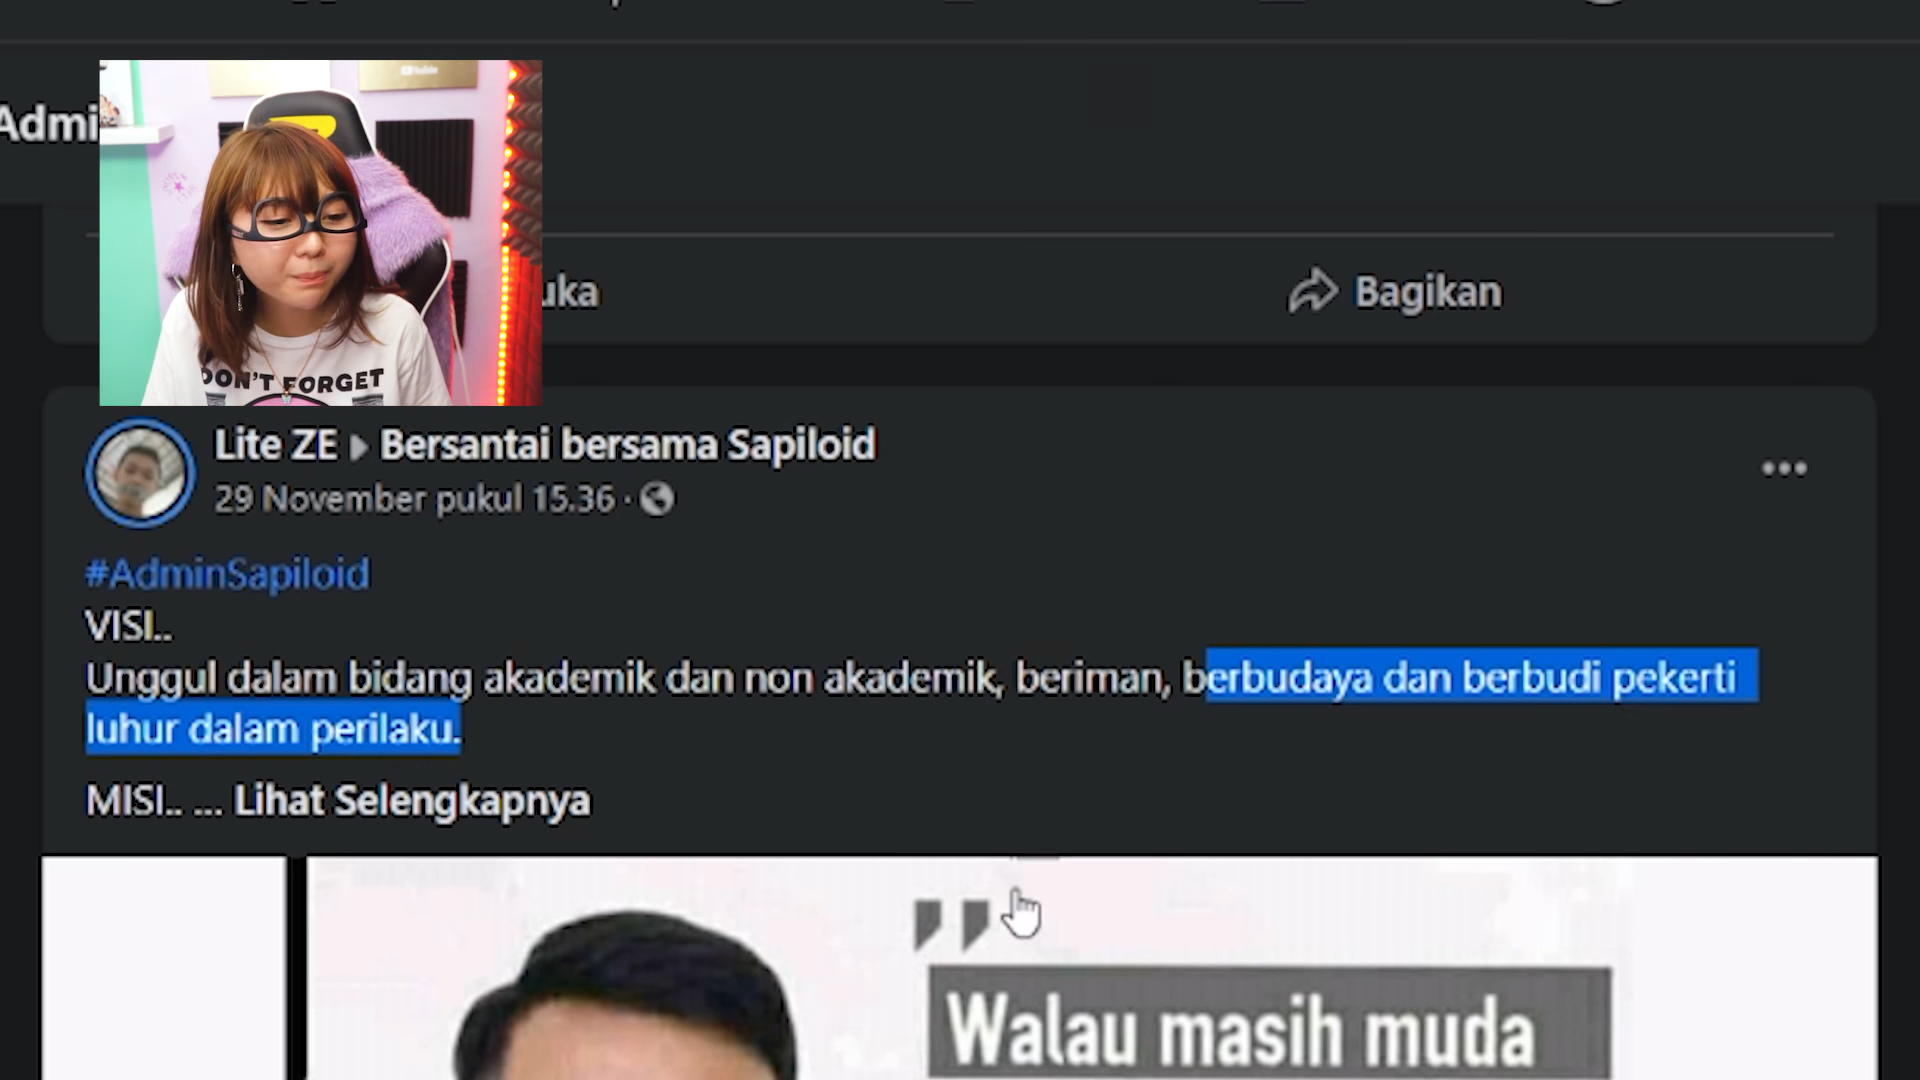 Admi
uka
Bagikan
YouTube
DON'T FORGET
Lite ZE Bersantai bersama Sapiloid
29 November pukul 15.36 ·
#AdminSapiloid
VISI..
Unggul dalam bidang akademik dan non akademik, beriman, berbudaya dan berbudi pekerti
luhur dalam perilaku.
MISI.. ... Lihat Selengkapnya
"
Walau masih muda